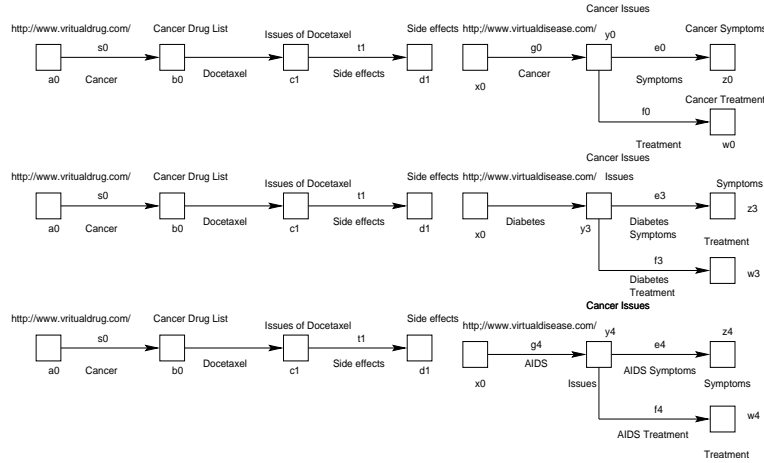 Cancer Issues
http://www.vritualdrug.com/ Cancer Drug List Issues of Docetaxel Side effects http;//www.virtualdisease.com/ y0 Cancer Symptoms
s0 t1 g0 e0
a0 Cancer b0 Docetaxel c1 Side effects d1 x0 Cancer Symptoms z0
Cancer Treatment
f0
Treatment w0
Cancer Issues
http://www.vritualdrug.com/ Cancer Drug List Issues of Docetaxel Side effects http;//www.virtualdisease.com/ Issues Symptoms
s0 t1 e3
a0 Cancer b0 Docetaxel c1 Side effects d1 x0 Diabetes y3 Diabetes Symptoms z3
Treatment
f3
Diabetes Treatment w3
Cancer Issues
http://www.vritualdrug.com/ Cancer Drug List Issues of Docetaxel Side effects http;//www.virtualdisease.com/ y4 z4
s0 t1 g4 e4
a0 Cancer b0 Docetaxel c1 Side effects d1 x0 AIDS Issues AIDS Symptoms Symptoms
f4 w4
AIDS Treatment
Treatment